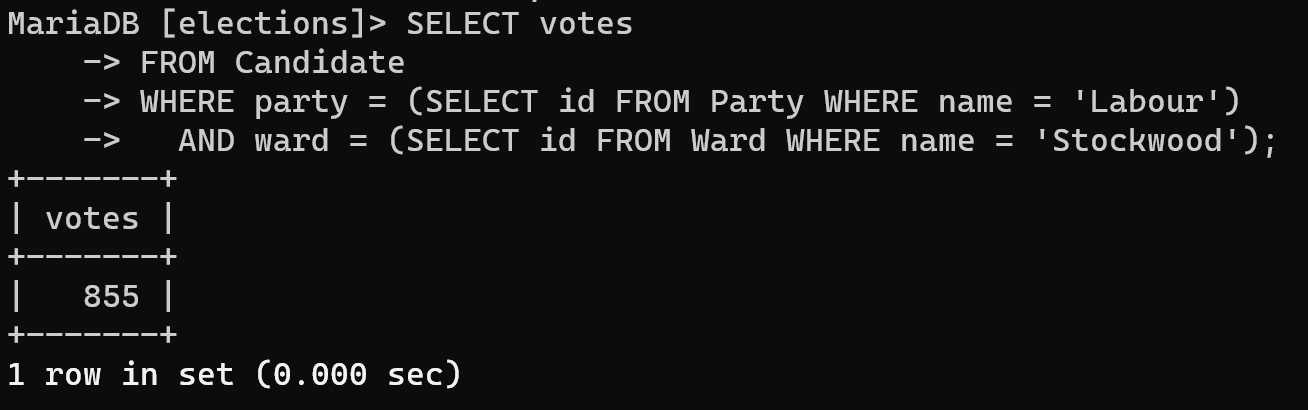 MariaDB [elections]> SELECT votes
    -> FROM Candidate
    -> WHERE party = (SELECT id FROM Party WHERE name = 'Labour')
    ->   AND ward = (SELECT id FROM Ward WHERE name = 'Stockwood');
+-------+
| votes |
+-------+
|   855 |
+-------+
1 row in set (0.000 sec)